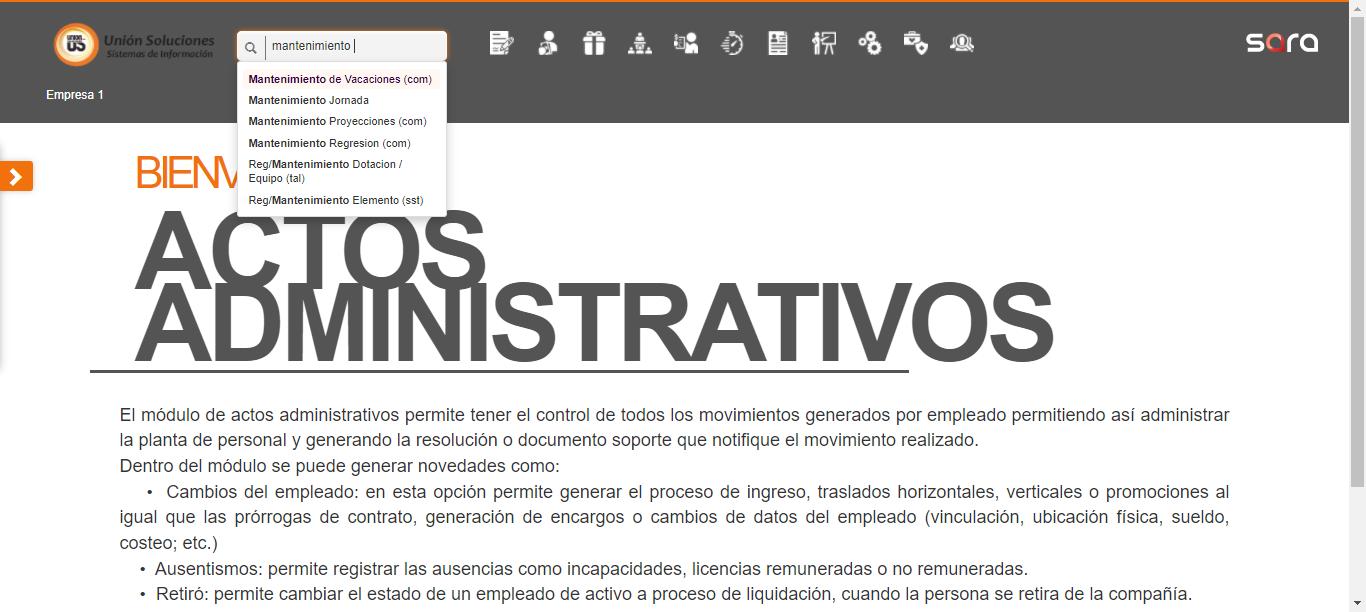 UNION
US
Unión Soluciones
Sistemas de Información
mantenimiento
sara
Mantenimiento de Vacaciones (com)
Mantenimiento Jornada
Mantenimiento Proyecciones (com)
Mantenimiento Regresion (com)
Reg/Mantenimiento Dotacion /
Equipo (tal)
Reg/Mantenimiento Elemento (sst)
Empresa 1
BIENV
ACTOS
ADMINISTRATIVOS
El módulo de actos administrativos permite tener el control de todos los movimientos generados por empleado permitiendo así administrar
la planta de personal y generando la resolución o documento soporte que notifique el movimiento realizado.
Dentro del módulo se puede generar novedades como:
• Cambios del empleado: en esta opción permite generar el proceso de ingreso, traslados horizontales, verticales o promociones al
igual que las prórrogas de contrato, generación de encargos o cambios de datos del empleado (vinculación, ubicación física, sueldo,
costeo; etc.)
• Ausentismos: permite registrar las ausencias como incapacidades, licencias remuneradas o no remuneradas.
• Retiró: permite cambiar el estado de un empleado de activo a proceso de liquidación, cuando la persona se retira de la compañía.